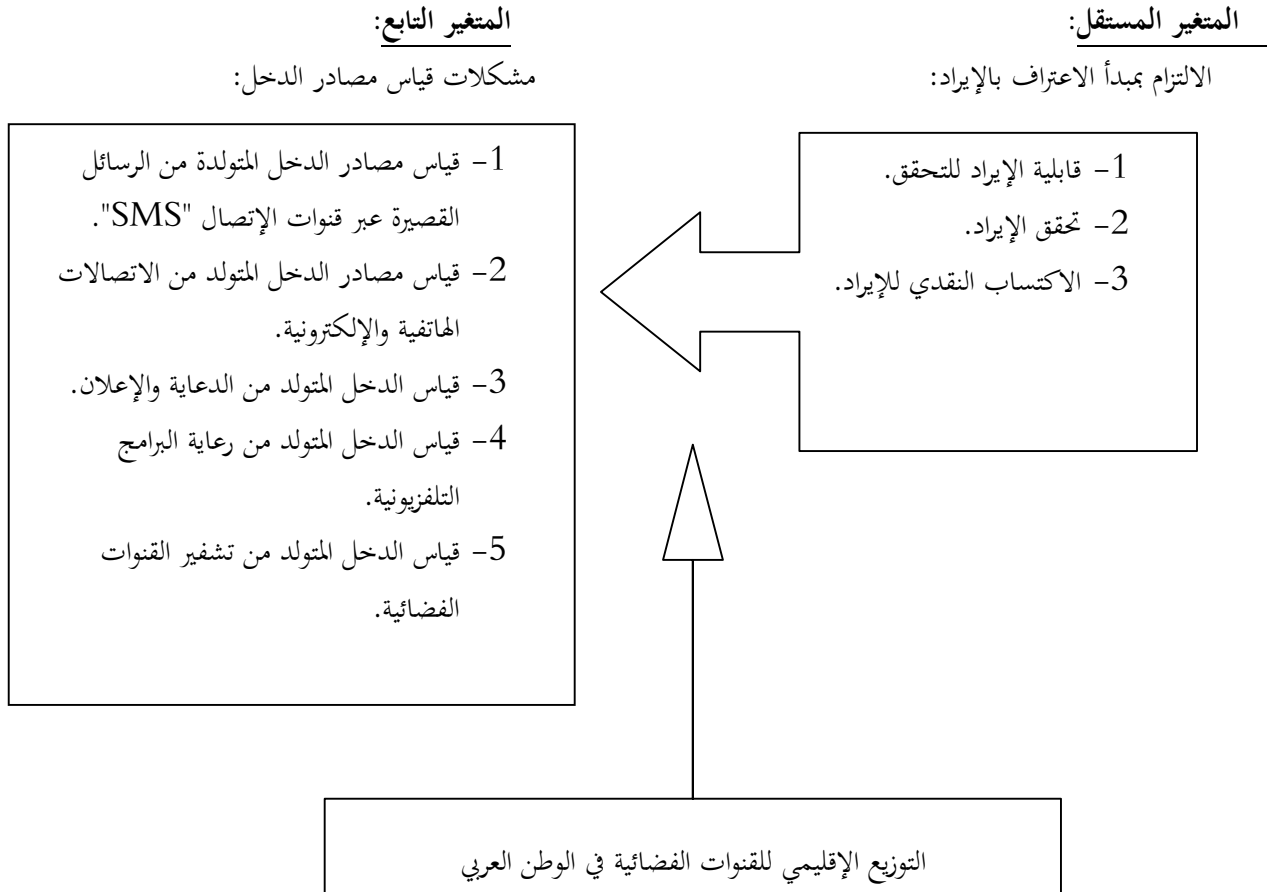 المتغير المستقل:
الالتزام بمبدأ الاعتراف بالإيراد:
1- قابلية الإيراد للتحقق.
2- تحقق الإيراد.
3- الاكتساب النقدي للإيراد.
المتغير التابع:
مشكلات قياس مصادر الدخل:
1- قياس مصادر الدخل المتولدة من الرسائل
القصيرة عبر قنوات الإتصال "SMS".
2- قياس مصادر الدخل المتولد من الاتصالات
الهاتفية والإلكترونية.
3- قياس الدخل المتولد من الدعاية والإعلان.
4- قياس الدخل المتولد من رعاية البرامج
التلفزيونية.
5- قياس الدخل المتولد من تشفير القنوات
الفضائية.
التوزيع الإقليمي للقنوات الفضائية في الوطن العربي